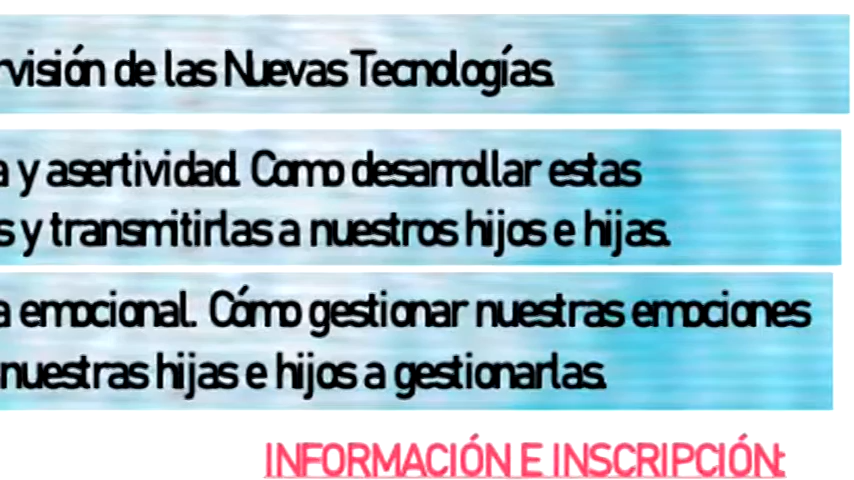 rvisión de las Nuevas Tecnologías.
a y asertividad. Como desarrollar estas
s y transmitirlas a nuestros hijos e hijas.
a emocional. Cómo gestionar nuestras emociones
nuestras hijas e hijos a gestionarlas.
INFORMACIÓN E INSCRIPCIÓN: